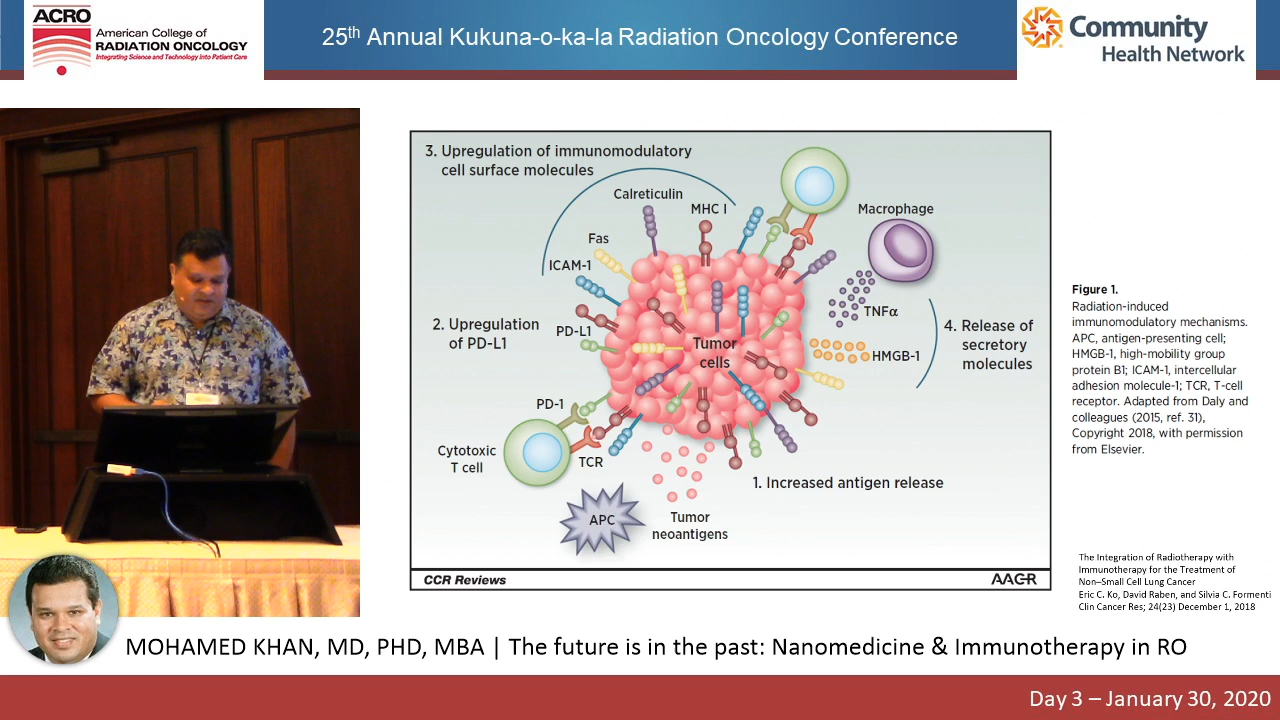 ACRO
American College of
RADIATION ONCOLOGY
Integrating Science and Technology Into Patient Care
25th Annual Kukuna-o-ka-la Radiation Oncology Conference
Community
Health Network
3. Upregulation of immunomodulatory
cell surface molecules
Calreticulin
MHC I
Macrophage
Fas
ICAM-1
TNFα
2. Upregulation
of PD-L1
PD-L1
4. Release of
secretory
molecules
Tumor
cells
HMGB-1
PD-1
Cytotoxic
T cell
TCR
1. Increased antigen release
APC
Tumor
neoantigens
CCR Reviews
AACR
Figure 1.
Radiation-induced
immunomodulatory mechanisms.
APC, antigen-presenting cell;
HMGB-1, high-mobility group
protein B1; ICAM-1, intercellular
adhesion molecule-1; TCR, T-cell
receptor. Adapted from Daly and
colleagues (2015, ref. 31),
Copyright 2018, with permission
from Elsevier.
The Integration of Radiotherapy with
Immunotherapy for the Treatment of
Non–Small Cell Lung Cancer
Eric C. Ko, David Raben, and Silvia C. Formenti
Clin Cancer Res; 24(23) December 1, 2018
MOHAMED KHAN, MD, PHD, MBA | The future is in the past: Nanomedicine & Immunotherapy in RO
Day 3 – January 30, 2020